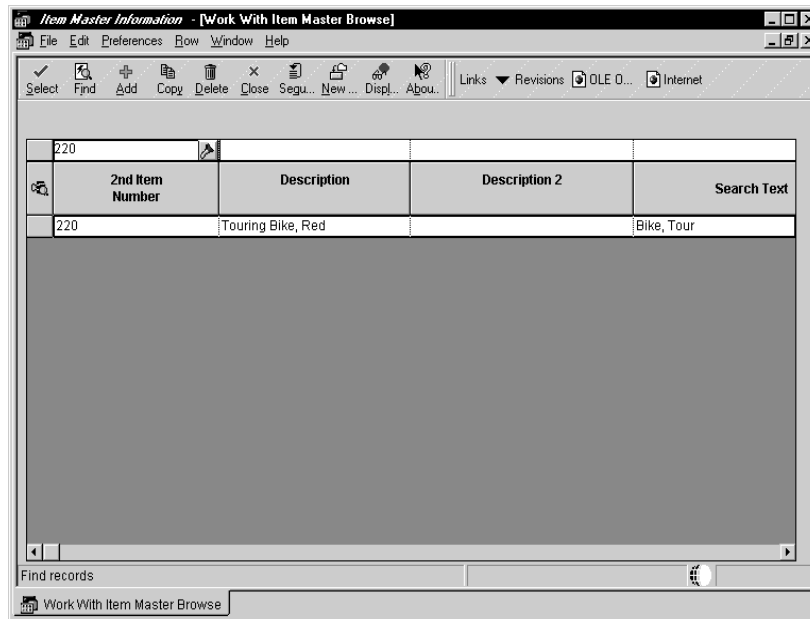 Item Master Information - [Work With Item Master Browse]
File Edit Preferences Row Window Help
Select Find Add Copy Delete Close Segu... New ... Displ... Abou.. Links Revisions OLE O... Internet
220
2nd Item Number Description Description 2 Search Text
220 Touring Bike, Red Bike, Tour
Find records
Work With Item Master Browse